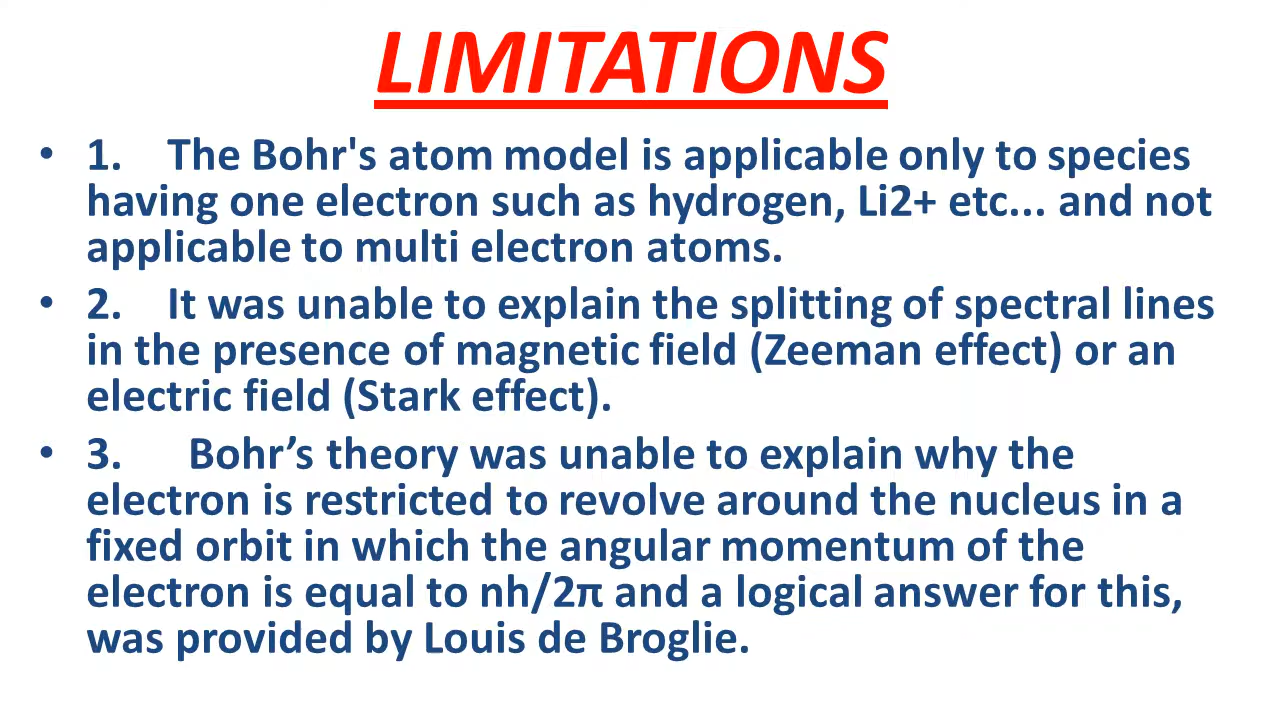 LIMITATIONS
• 1. The Bohr's atom model is applicable only to species
having one electron such as hydrogen, Li2+ etc... and not
applicable to multi electron atoms.
• 2. It was unable to explain the splitting of spectral lines
in the presence of magnetic field (Zeeman effect) or an
electric field (Stark effect).
• 3. Bohr’s theory was unable to explain why the
electron is restricted to revolve around the nucleus in a
fixed orbit in which the angular momentum of the
electron is equal to nh/2π and a logical answer for this,
was provided by Louis de Broglie.